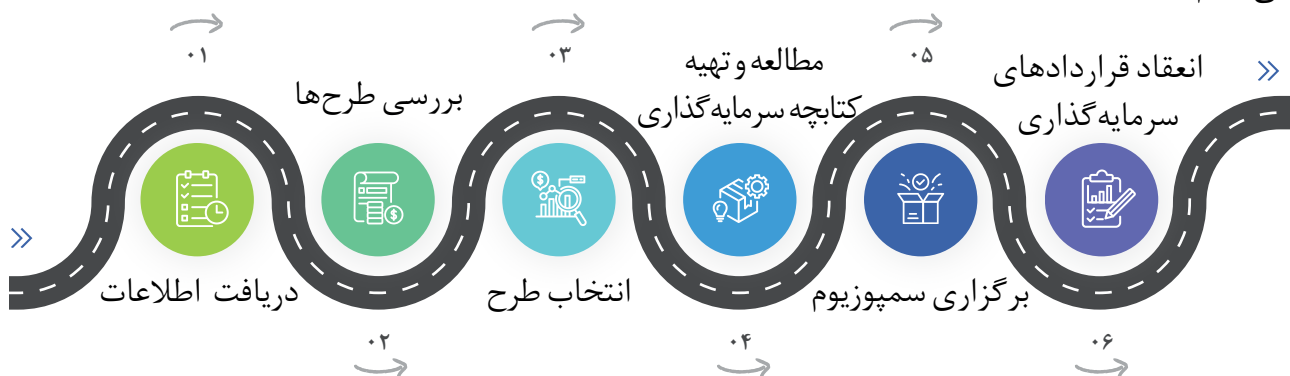 ۰۱
دریافت اطلاعات
۰۲
بررسی طرح‌ها
۰۳
انتخاب طرح
۰۴
مطالعه و تهیه
کتابچه سرمایه‌گذاری
۰۵
برگزاری سمپوزیوم
۰۶
انعقاد قراردادهای
سرمایه‌گذاری